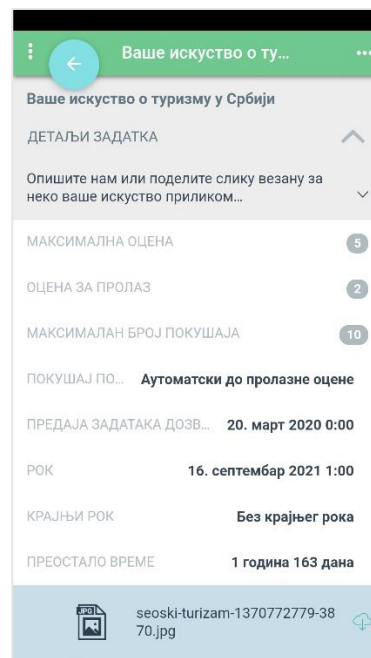 Ваше искуство о ту...
Ваше искуство о туризму у Србији
ДЕТАЉИ ЗАДАТКА
Опишите нам или поделите слику везану за
неко ваше искуство приликом...
МАКСИМАЛНА ОЦЕНА 5
ОЦЕНА ЗА ПРОЛАЗ 2
МАКСИМАЛАН БРОЈ ПОКУШАЈА 10
ПОКУШАЈ ПО... Аутоматски до пролазне оцене
ПРЕДАЈА ЗАДАТАКА ДОЗВ... 20. март 2020 0:00
РОК 16. септембар 2021 1:00
КРАЈЊИ РОК Без крајњег рока
ПРЕОСТАЛО ВРЕМЕ 1 година 163 дана
JPG
seoski-turizam-1370772779-38
70.jpg